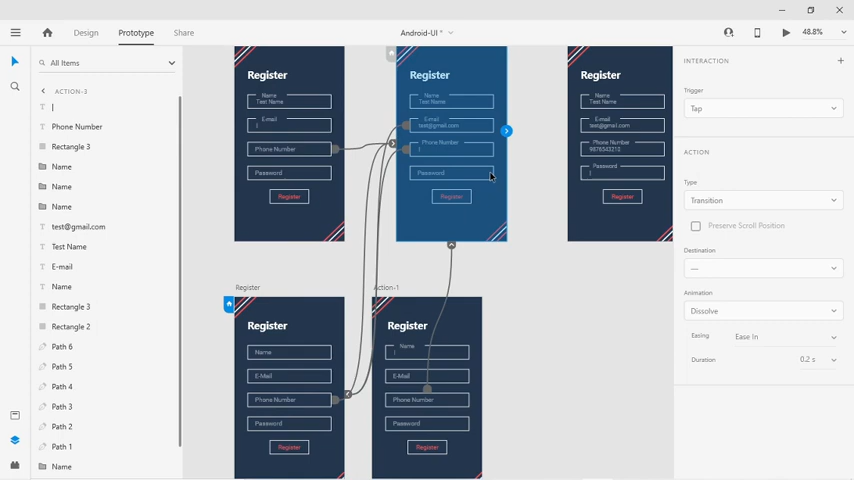 Design
Prototype
Share
Android-UI *
48.8%
All Items
ACTION-3
|
Phone Number
Rectangle 3
Name
Name
Name
test@gmail.com
Test Name
E-mail
Name
Rectangle 3
Rectangle 2
Path 6
Path 5
Path 4
Path 3
Path 2
Path 1
Name
Register
Name
Test Name
E-mail
|
Phone Number
Password
Register
Register
Name
Test Name
E-mail
test@gmail.com
Phone Number
|
Password
Register
Register
Name
Test Name
E-mail
test@gmail.com
Phone Number
9876543210
Password
|
Register
Register
Register
Name
E-Mail
Phone Number
Password
Register
Action-1
Register
Name
|
E-Mail
Phone Number
Password
Register
INTERACTION
Trigger
Tap
ACTION
Type
Transition
Preserve Scroll Position
Destination
—
Animation
Dissolve
Easing
Ease In
Duration
0.2 s